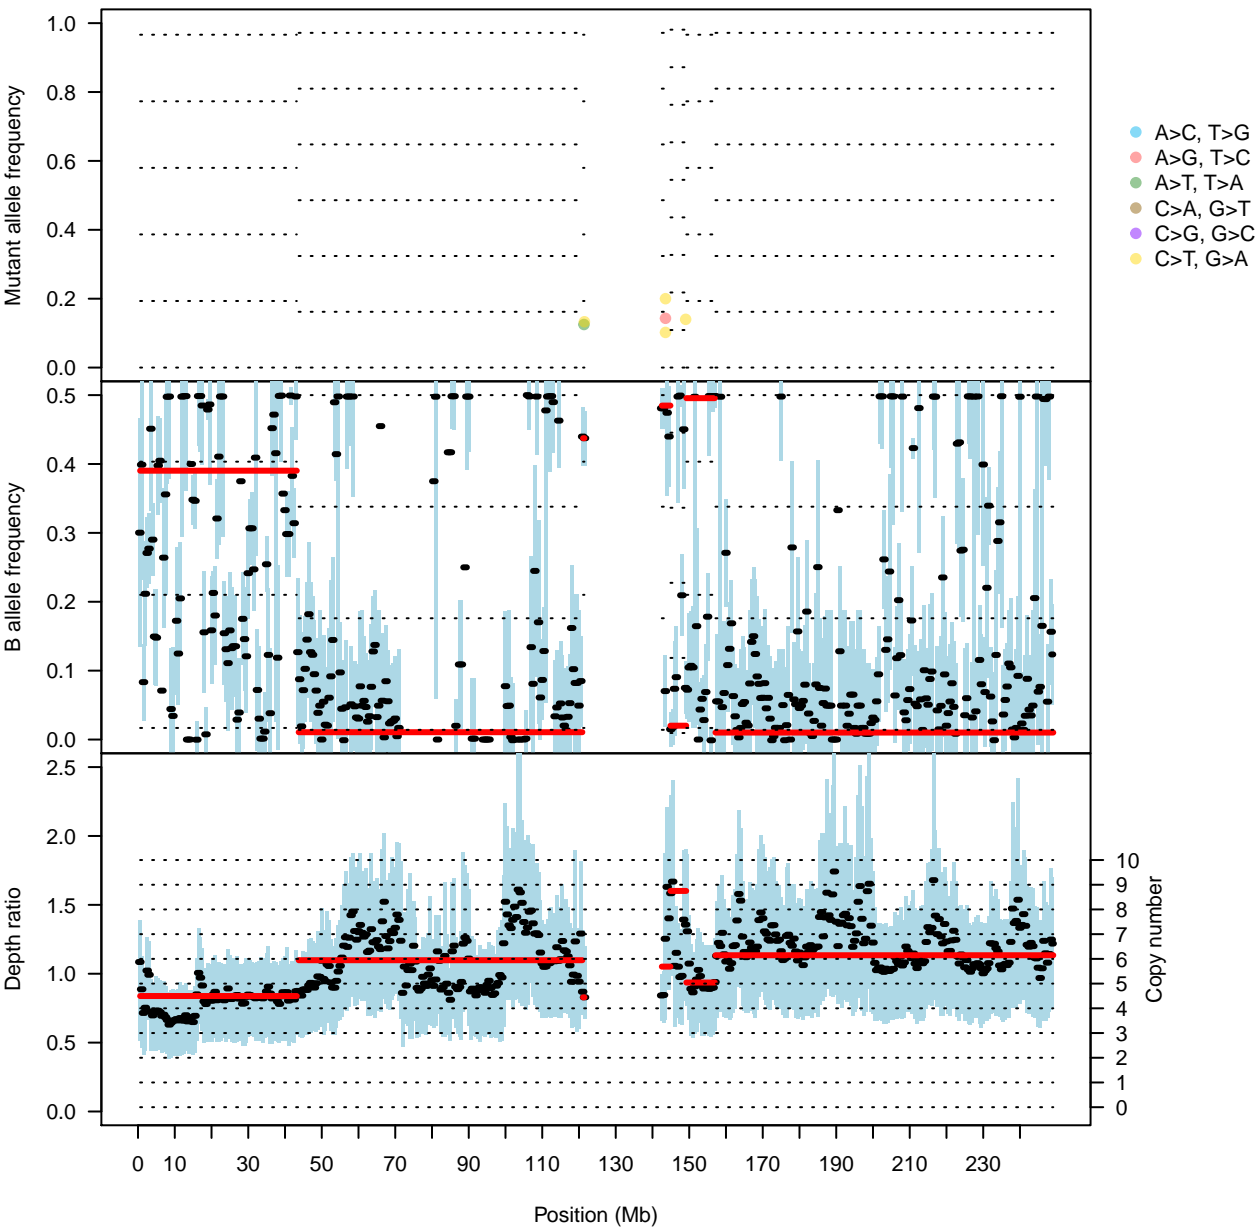 Mutant allele frequency
1.0
0.8
0.6
0.4
0.2
0.0
A>C, T>G
A>G, T>C
A>T, T>A
C>A, G>T
C>G, G>C
C>T, G>A
B allele frequency
0.5
0.4
0.3
0.2
0.1
0.0
Depth ratio
2.5
2.0
1.5
1.0
0.5
0.0
10
9
8
7
6
5
4
3
2
1
0
Copy number
0 10 30 50 70 90 110 130 150 170 190 210 230
Position (Mb)